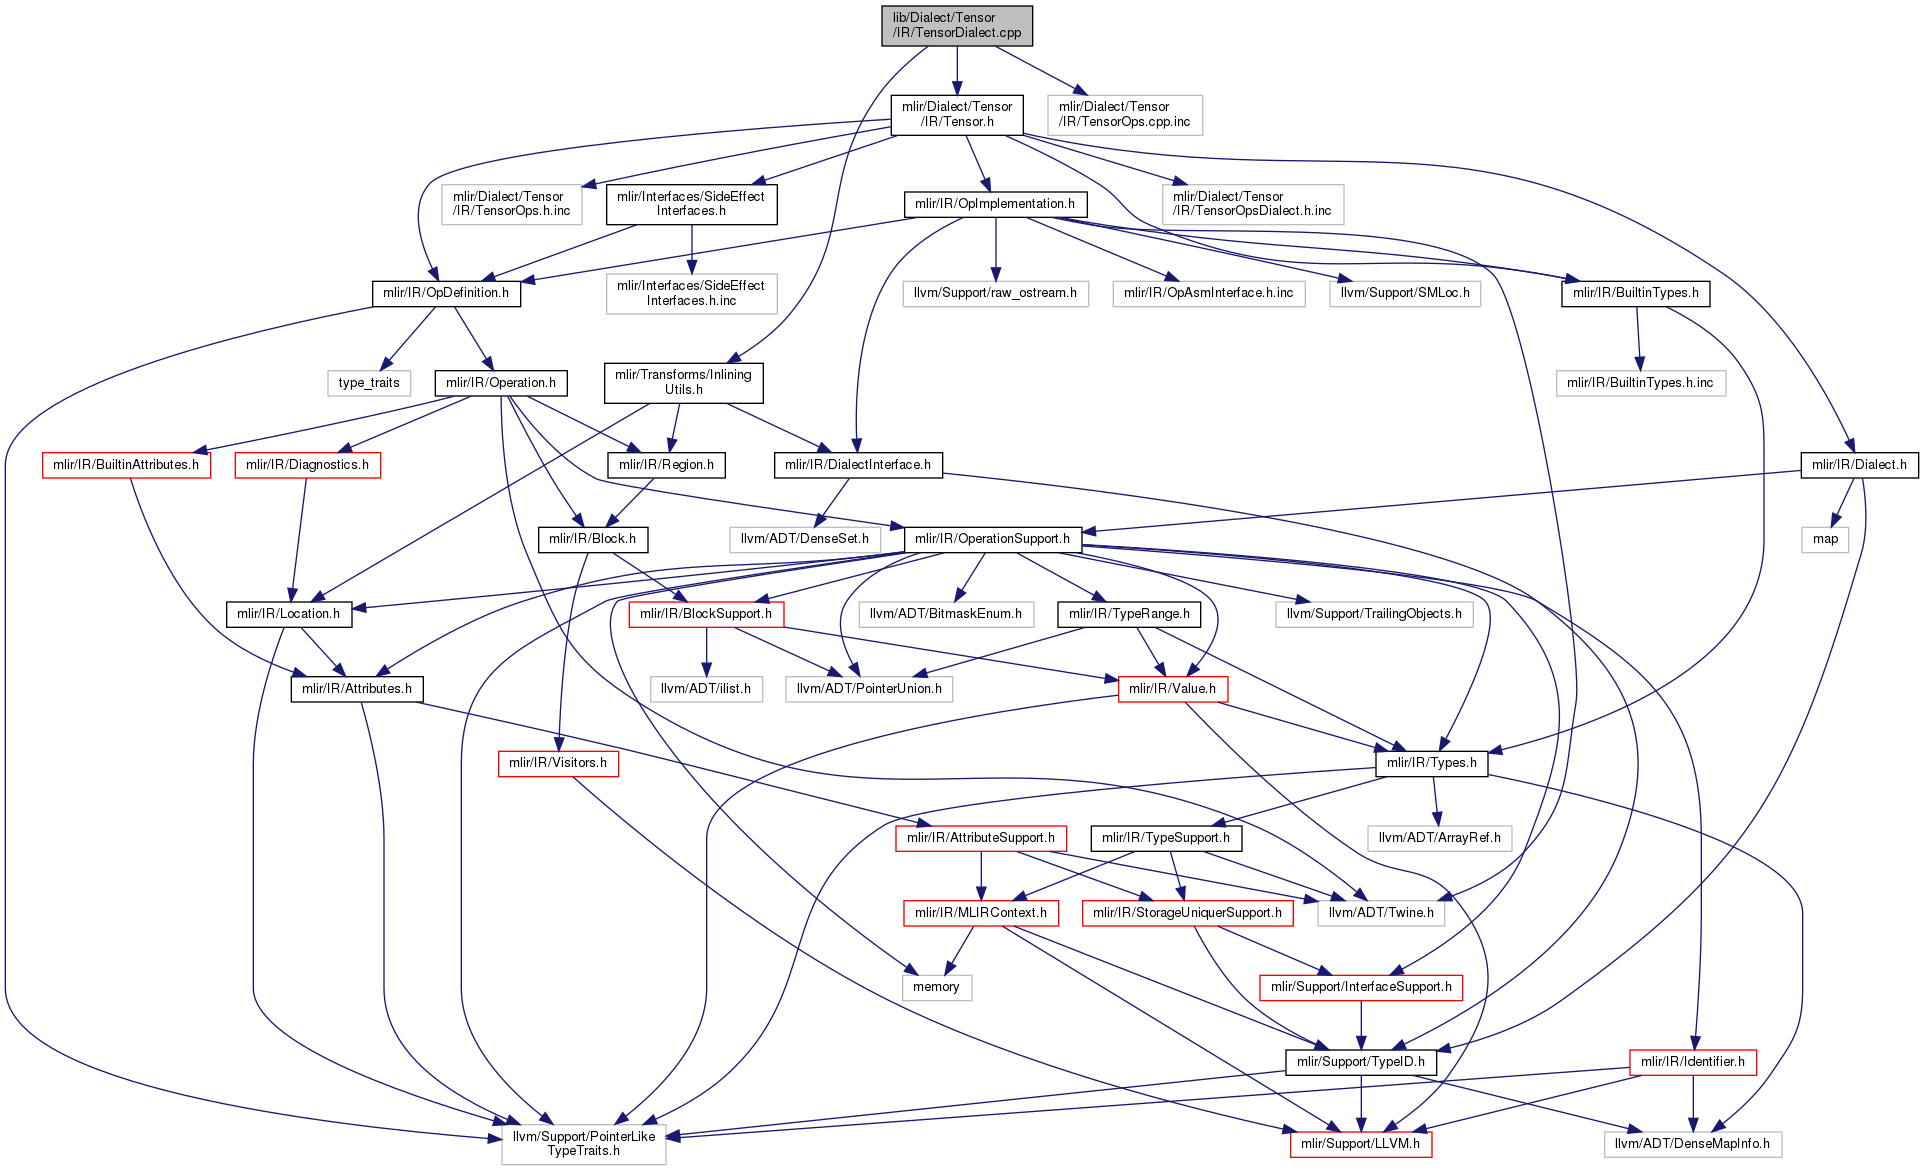 lib/Dialect/Tensor
/IR/TensorDialect.cpp
mlir/Dialect/Tensor
/IR/Tensor.h
mlir/Dialect/Tensor
/IR/TensorOps.cpp.inc
mlir/Dialect/Tensor
/IR/TensorOps.h.inc
mlir/Interfaces/SideEffect
Interfaces.h
mlir/IR/OpImplementation.h
mlir/Dialect/Tensor
/IR/TensorOpsDialect.h.inc
mlir/IR/OpDefinition.h
mlir/Interfaces/SideEffect
Interfaces.h.inc
llvm/Support/raw_ostream.h
mlir/IR/OpAsmInterface.h.inc
llvm/Support/SMLoc.h
mlir/IR/BuiltinTypes.h
type_traits
mlir/IR/Operation.h
mlir/Transforms/Inlining
Utils.h
mlir/IR/BuiltinTypes.h.inc
mlir/IR/BuiltinAttributes.h
mlir/IR/Diagnostics.h
mlir/IR/Region.h
mlir/IR/DialectInterface.h
mlir/IR/Dialect.h
mlir/IR/Block.h
llvm/ADT/DenseSet.h
mlir/IR/OperationSupport.h
map
mlir/IR/Location.h
mlir/IR/BlockSupport.h
llvm/ADT/BitmaskEnum.h
mlir/IR/TypeRange.h
llvm/Support/TrailingObjects.h
mlir/IR/Attributes.h
llvm/ADT/ilist.h
llvm/ADT/PointerUnion.h
mlir/IR/Value.h
mlir/IR/Visitors.h
mlir/IR/Types.h
mlir/IR/AttributeSupport.h
mlir/IR/TypeSupport.h
llvm/ADT/ArrayRef.h
mlir/IR/MLIRContext.h
mlir/IR/StorageUniquerSupport.h
llvm/ADT/Twine.h
memory
mlir/Support/InterfaceSupport.h
mlir/Support/TypeID.h
mlir/IR/Identifier.h
llvm/Support/PointerLike
TypeTraits.h
mlir/Support/LLVM.h
llvm/ADT/DenseMapInfo.h